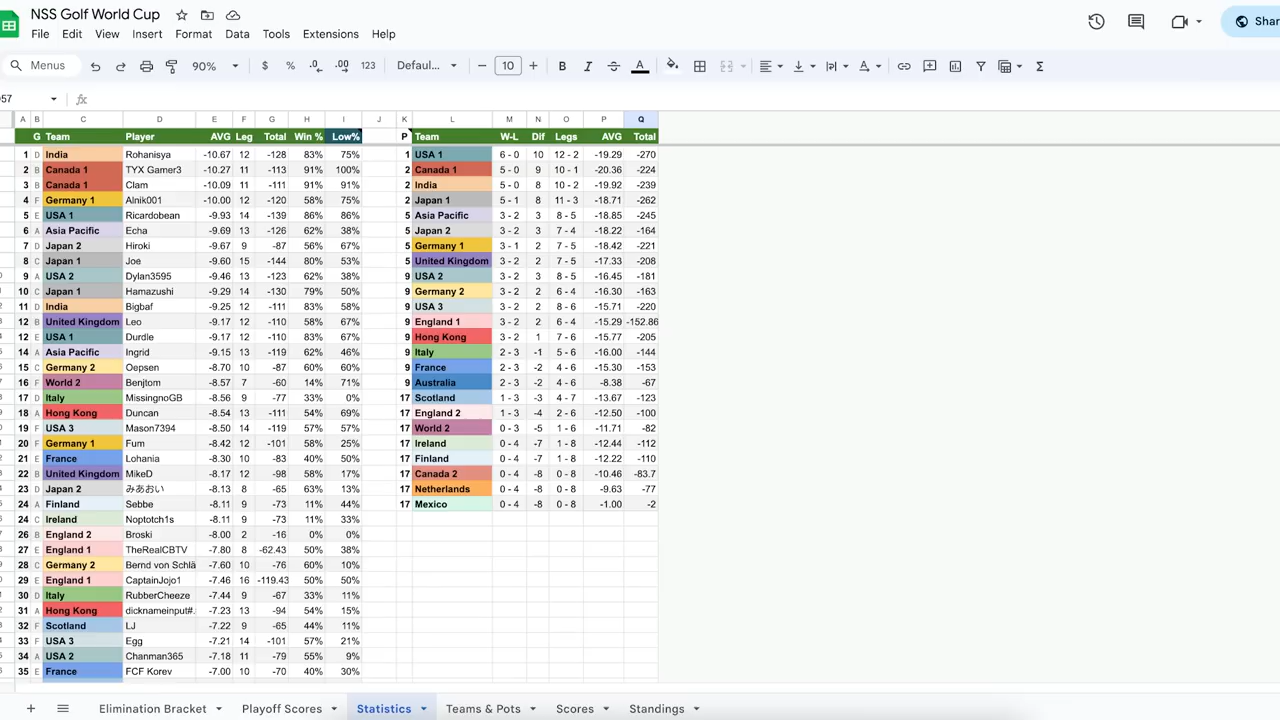 NSS Golf World Cup
File Edit View Insert Format Data Tools Extensions Help
Shar
Menus 90% $ % .0 .00 123 Defaul... 10 B I S A Σ
57 fx
A B C D E F G H I J K L M N O P Q
G Team Player AVG Leg Total Win % Low% P Team W-L Dif Legs AVG Total
1 D India Rohanisya -10.67 12 -128 83% 75% 1 USA 1 6 - 0 10 12 - 2 -19.29 -270
2 B Canada 1 TYX Gamer3 -10.27 11 -113 91% 100% 2 Canada 1 5 - 0 9 10 - 1 -20.36 -224
3 B Canada 1 Clam -10.09 11 -111 91% 91% 2 India 5 - 0 8 10 - 2 -19.92 -239
4 F Germany 1 Alnik001 -10.00 12 -120 58% 75% 2 Japan 1 5 - 1 8 11 - 3 -18.71 -262
5 E USA 1 Ricardobean -9.93 14 -139 86% 86% 5 Asia Pacific 3 - 2 3 8 - 5 -18.85 -245
6 A Asia Pacific Echa -9.69 13 -126 62% 38% 5 Japan 2 3 - 2 3 7 - 4 -18.22 -164
7 D Japan 2 Hiroki -9.67 9 -87 56% 67% 5 Germany 1 3 - 1 2 7 - 5 -18.42 -221
8 C Japan 1 Joe -9.60 15 -144 80% 53% 5 United Kingdom 3 - 2 2 7 - 5 -17.33 -208
9 A USA 2 Dylan3595 -9.46 13 -123 62% 38% 9 USA 2 3 - 2 3 8 - 5 -16.45 -181
10 C Japan 1 Hamazushi -9.29 14 -130 79% 50% 9 Germany 2 3 - 2 2 6 - 4 -16.30 -163
11 D India Bigbaf -9.25 12 -111 83% 58% 9 USA 3 3 - 2 2 8 - 6 -15.71 -220
12 B United Kingdom Leo -9.17 12 -110 58% 67% 9 England 1 3 - 2 2 6 - 4 -15.29 -152.86
12 E USA 1 Durdle -9.17 12 -110 83% 67% 9 Hong Kong 3 - 2 1 7 - 6 -15.77 -205
14 A Asia Pacific Ingrid -9.15 13 -119 62% 46% 9 Italy 2 - 3 -1 5 - 6 -16.00 -144
15 C Germany 2 Oepsen -8.70 10 -87 60% 60% 9 France 2 - 3 -2 4 - 6 -15.30 -153
16 F World 2 Benjtom -8.57 7 -60 14% 71% 9 Australia 2 - 3 -2 4 - 6 -8.38 -67
17 D Italy MissingnoGB -8.56 9 -77 33% 0% 17 Scotland 1 - 3 -3 4 - 7 -13.67 -123
18 A Hong Kong Duncan -8.54 13 -111 54% 69% 17 England 2 1 - 3 -4 2 - 6 -12.50 -100
19 F USA 3 Mason7394 -8.50 14 -119 57% 57% 17 World 2 0 - 3 -5 1 - 6 -11.71 -82
20 F Germany 1 Fum -8.42 12 -101 58% 25% 17 Ireland 0 - 4 -7 1 - 8 -12.44 -112
21 E France Lohania -8.30 10 -83 40% 50% 17 Finland 0 - 4 -7 1 - 8 -12.22 -110
22 B United Kingdom MikeD -8.17 12 -98 58% 17% 17 Canada 2 0 - 4 -8 0 - 8 -10.46 -83.7
23 D Japan 2 みあおい -8.13 8 -65 63% 13% 17 Netherlands 0 - 4 -8 0 - 8 -9.63 -77
24 A Finland Sebbe -8.11 9 -73 11% 44% 17 Mexico 0 - 4 -8 0 - 8 -1.00 -2
24 C Ireland Noptotch1s -8.11 9 -73 11% 33%
26 B England 2 Broski -8.00 2 -16 0% 0%
27 E England 1 TheRealCBTV -7.80 8 -62.43 50% 38%
28 C Germany 2 Bernd von Schlä -7.60 10 -76 60% 10%
29 E England 1 CaptainJojo1 -7.46 16 -119.43 50% 50%
30 D Italy RubberCheeze -7.44 9 -67 33% 11%
31 A Hong Kong dicknameinput#. -7.23 13 -94 54% 15%
32 F Scotland LJ -7.22 9 -65 44% 11%
33 F USA 3 Egg -7.21 14 -101 57% 21%
34 A USA 2 Chanman365 -7.18 11 -79 55% 9%
35 E France FCF Korev -7.00 10 -70 40% 30%
+ Elimination Bracket Playoff Scores Statistics Teams & Pots Scores Standings